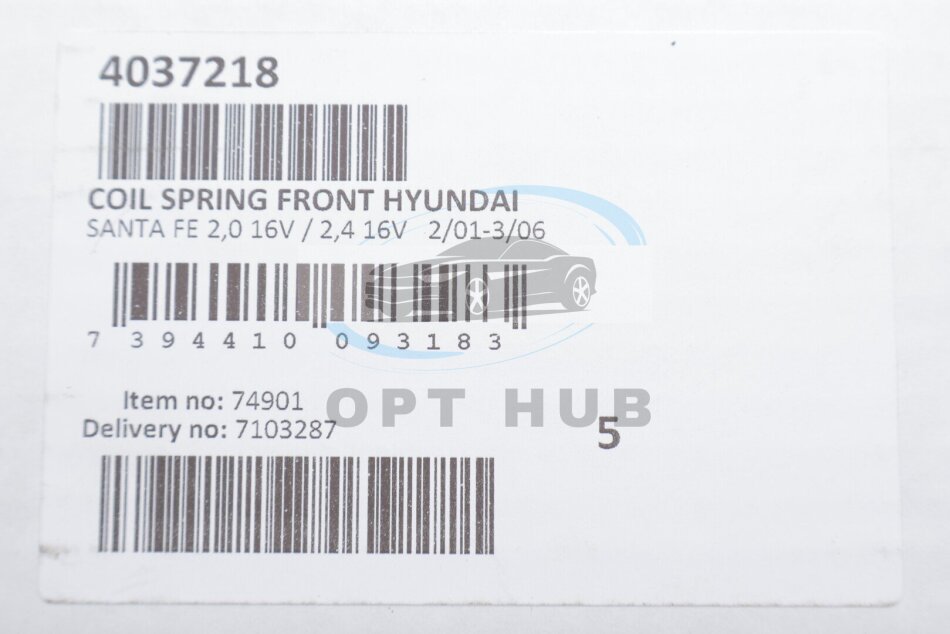 4037218
COIL SPRING FRONT HYUNDAI
SANTA FE 2,0 16V / 2,4 16V 2/01-3/06
7 394410 093183
Item no: 74901
OPT HUB
Delivery no: 7103287
5